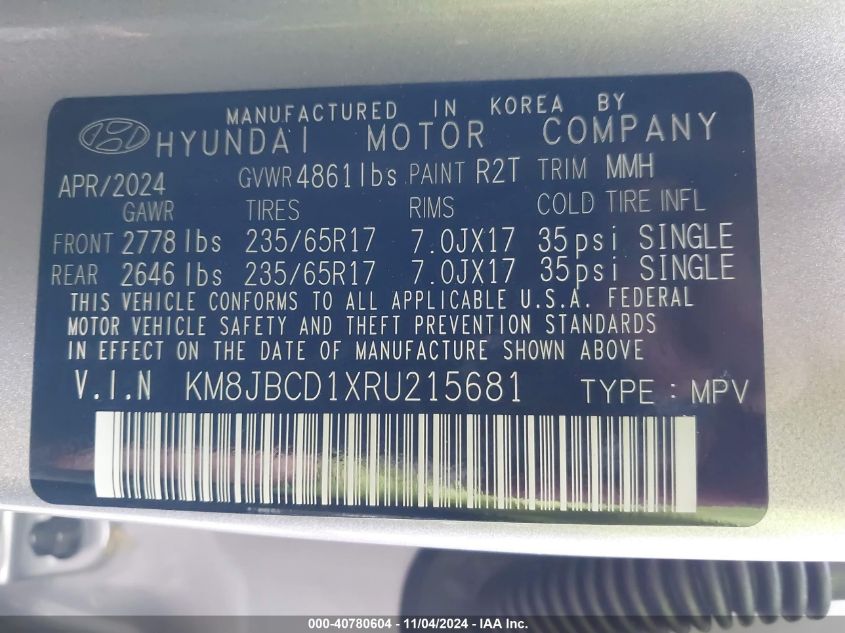 MANUFACTURED IN KOREA BY
HYUNDAI MOTOR COMPANY
APR/2024 GVWR 4861lbs PAINT R2T TRIM MMH
GAWR TIRES RIMS COLD TIRE INFL
FRONT 2778 lbs 235/65R17 7.0JX17 35psi SINGLE
REAR 2646 lbs 235/65R17 7.0JX17 35psi SINGLE
THIS VEHICLE CONFORMS TO ALL APPLICABLE U.S.A. FEDERAL
MOTOR VEHICLE SAFETY AND THEFT PREVENTION STANDARDS
IN EFFECT ON THE DATE OF MANUFACTURE SHOWN ABOVE
V.I.N KM8JBCD1XRU215681 TYPE: MPV
000-40780604 - 11/04/2024 - IAA Inc.